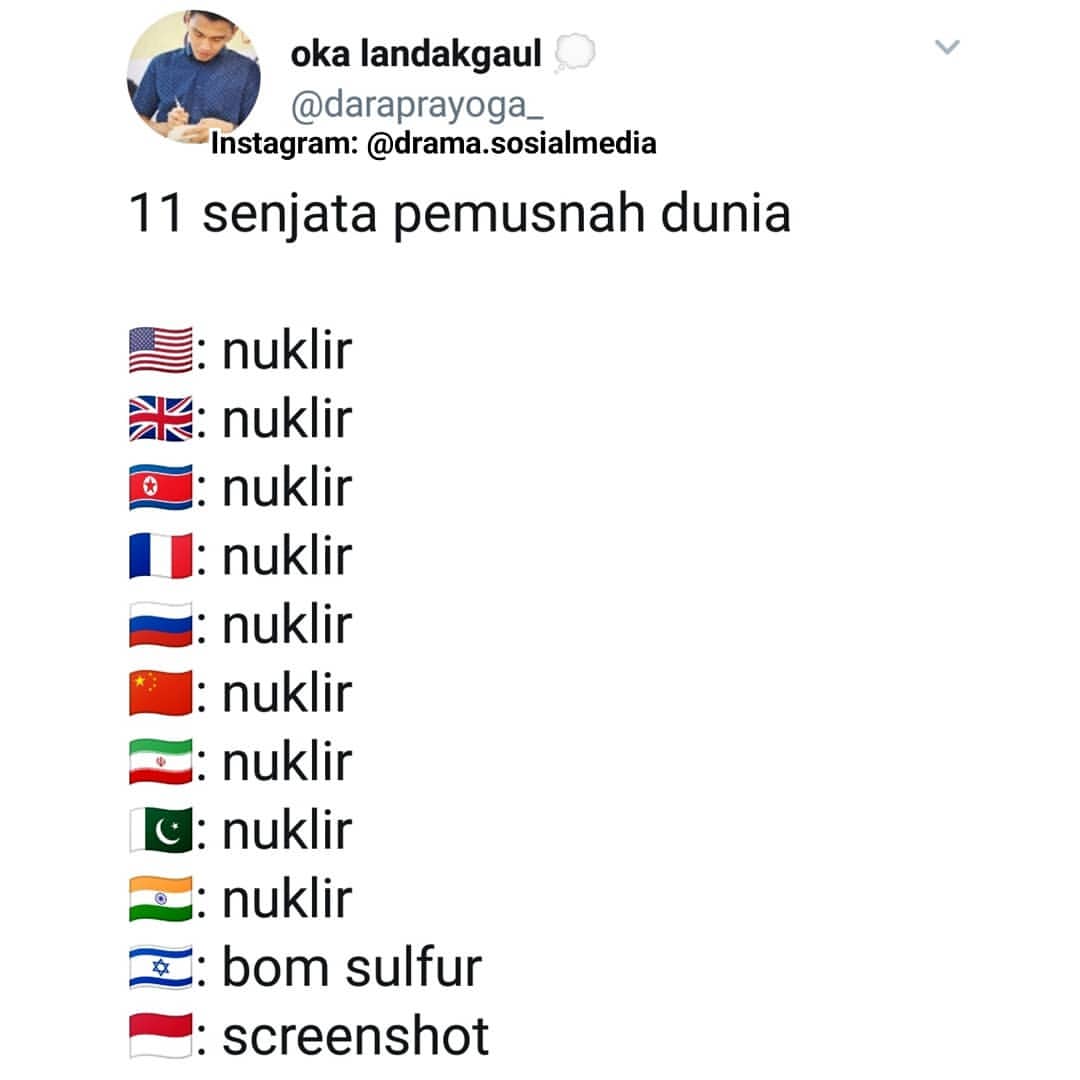 oka landakgaul 💭
@daraprayoga_
Instagram: @drama.sosialmedia
11 senjata pemusnah dunia
🇺🇸: nuklir
🇬🇧: nuklir
🇰🇵: nuklir
🇫🇷: nuklir
🇷🇺: nuklir
🇨🇳: nuklir
🇮🇷: nuklir
🇵🇰: nuklir
🇮🇳: nuklir
🇮🇱: bom sulfur
🇮🇩: screenshot